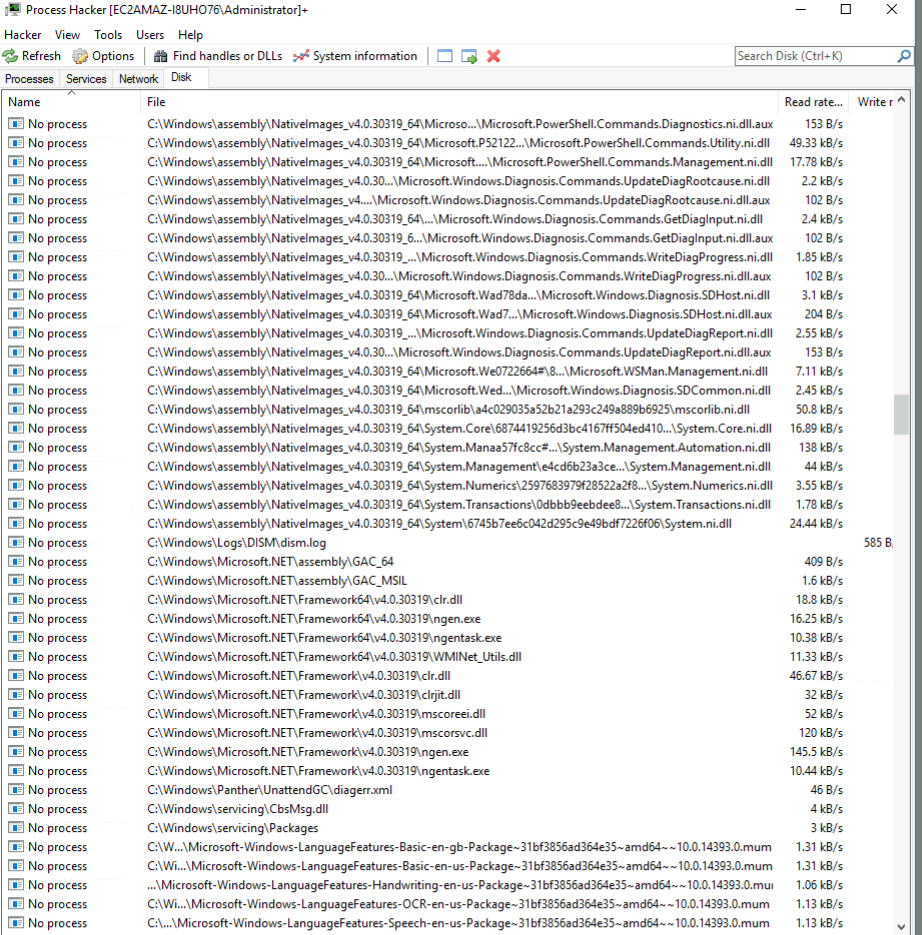 Process Hacker [EC2AMAZ-I8UHO76\Administrator]+
Hacker View Tools Users Help
Refresh Options Find handles or DLLs System information Search Disk (Ctrl+K)
Processes Services Network Disk
Name File Read rate... Write r
No process C:\Windows\assembly\NativeImages_v4.0.30319_64\Microso...\Microsoft.PowerShell.Commands.Diagnostics.ni.dll.aux 153 B/s
No process C:\Windows\assembly\NativeImages_v4.0.30319_64\Microsoft.P52122...\Microsoft.PowerShell.Commands.Utility.ni.dll 49.33 kB/s
No process C:\Windows\assembly\NativeImages_v4.0.30319_64\Microsoft....\Microsoft.PowerShell.Commands.Management.ni.dll 17.78 kB/s
No process C:\Windows\assembly\NativeImages_v4.0.30...\Microsoft.Windows.Diagnosis.Commands.UpdateDiagRootcause.ni.dll 2.2 kB/s
No process C:\Windows\assembly\NativeImages_v4....\Microsoft.Windows.Diagnosis.Commands.UpdateDiagRootcause.ni.dll.aux 102 B/s
No process C:\Windows\assembly\NativeImages_v4.0.30319_64\...\Microsoft.Windows.Diagnosis.Commands.GetDiagInput.ni.dll 2.4 kB/s
No process C:\Windows\assembly\NativeImages_v4.0.30319_6...\Microsoft.Windows.Diagnosis.Commands.GetDiagInput.ni.dll.aux 102 B/s
No process C:\Windows\assembly\NativeImages_v4.0.30319_...\Microsoft.Windows.Diagnosis.Commands.WriteDiagProgress.ni.dll 1.85 kB/s
No process C:\Windows\assembly\NativeImages_v4.0.30...\Microsoft.Windows.Diagnosis.Commands.WriteDiagProgress.ni.dll.aux 102 B/s
No process C:\Windows\assembly\NativeImages_v4.0.30319_64\Microsoft.Wad78da...\Microsoft.Windows.Diagnosis.SDHost.ni.dll 3.1 kB/s
No process C:\Windows\assembly\NativeImages_v4.0.30319_64\Microsoft.Wad7...\Microsoft.Windows.Diagnosis.SDHost.ni.dll.aux 204 B/s
No process C:\Windows\assembly\NativeImages_v4.0.30319_...\Microsoft.Windows.Diagnosis.Commands.UpdateDiagReport.ni.dll 2.55 kB/s
No process C:\Windows\assembly\NativeImages_v4.0.30...\Microsoft.Windows.Diagnosis.Commands.UpdateDiagReport.ni.dll.aux 153 B/s
No process C:\Windows\assembly\NativeImages_v4.0.30319_64\Microsoft.We0722664#\8...\Microsoft.WSMan.Management.ni.dll 7.11 kB/s
No process C:\Windows\assembly\NativeImages_v4.0.30319_64\Microsoft.Wed...\Microsoft.Windows.Diagnosis.SDCommon.ni.dll 2.45 kB/s
No process C:\Windows\assembly\NativeImages_v4.0.30319_64\mscorlib\a4c029035a52b21a293c249a889b6925\mscorlib.ni.dll 50.8 kB/s
No process C:\Windows\assembly\NativeImages_v4.0.30319_64\System.Core\6874419256d3bc4167ff504ed410...\System.Core.ni.dll 16.89 kB/s
No process C:\Windows\assembly\NativeImages_v4.0.30319_64\System.Manaa57fc8cc#...\System.Management.Automation.ni.dll 138 kB/s
No process C:\Windows\assembly\NativeImages_v4.0.30319_64\System.Management\e4cd6b23a3ce...\System.Management.ni.dll 44 kB/s
No process C:\Windows\assembly\NativeImages_v4.0.30319_64\System.Numerics\2597683979f28522a2f8...\System.Numerics.ni.dll 3.55 kB/s
No process C:\Windows\assembly\NativeImages_v4.0.30319_64\System.Transactions\0dbbb9eebdee8...\System.Transactions.ni.dll 1.78 kB/s
No process C:\Windows\assembly\NativeImages_v4.0.30319_64\System\6745b7ee6c042d295c9e49bdf7226f06\System.ni.dll 24.44 kB/s
No process C:\Windows\Logs\DISM\dism.log 585 B
No process C:\Windows\Microsoft.NET\assembly\GAC_64 409 B/s
No process C:\Windows\Microsoft.NET\assembly\GAC_MSIL 1.6 kB/s
No process C:\Windows\Microsoft.NET\Framework64\v4.0.30319\clr.dll 18.8 kB/s
No process C:\Windows\Microsoft.NET\Framework64\v4.0.30319\ngen.exe 16.25 kB/s
No process C:\Windows\Microsoft.NET\Framework64\v4.0.30319\ngentask.exe 10.38 kB/s
No process C:\Windows\Microsoft.NET\Framework64\v4.0.30319\WMINet_Utils.dll 11.33 kB/s
No process C:\Windows\Microsoft.NET\Framework\v4.0.30319\clr.dll 46.67 kB/s
No process C:\Windows\Microsoft.NET\Framework\v4.0.30319\clrjit.dll 32 kB/s
No process C:\Windows\Microsoft.NET\Framework\v4.0.30319\mscoreei.dll 52 kB/s
No process C:\Windows\Microsoft.NET\Framework\v4.0.30319\mscorsvc.dll 120 kB/s
No process C:\Windows\Microsoft.NET\Framework\v4.0.30319\ngen.exe 145.5 kB/s
No process C:\Windows\Microsoft.NET\Framework\v4.0.30319\ngentask.exe 10.44 kB/s
No process C:\Windows\Panther\UnattendGC\diagerr.xml 46 B/s
No process C:\Windows\servicing\CbsMsg.dll 4 kB/s
No process C:\Windows\servicing\Packages 3 kB/s
No process C:\W...\Microsoft-Windows-LanguageFeatures-Basic-en-gb-Package~31bf3856ad364e35~amd64~~10.0.14393.0.mum 1.31 kB/s
No process C:\Wi...\Microsoft-Windows-LanguageFeatures-Basic-en-us-Package~31bf3856ad364e35~amd64~~10.0.14393.0.mum 1.31 kB/s
No process ...\Microsoft-Windows-LanguageFeatures-Handwriting-en-us-Package~31bf3856ad364e35~amd64~~10.0.14393.0.mu 1.06 kB/s
No process C:\Wi...\Microsoft-Windows-LanguageFeatures-OCR-en-us-Package~31bf3856ad364e35~amd64~~10.0.14393.0.mum 1.13 kB/s
No process C:\...\Microsoft-Windows-LanguageFeatures-Speech-en-us-Package~31bf3856ad364e35~amd64~~10.0.14393.0.mum 1.13 kB/s